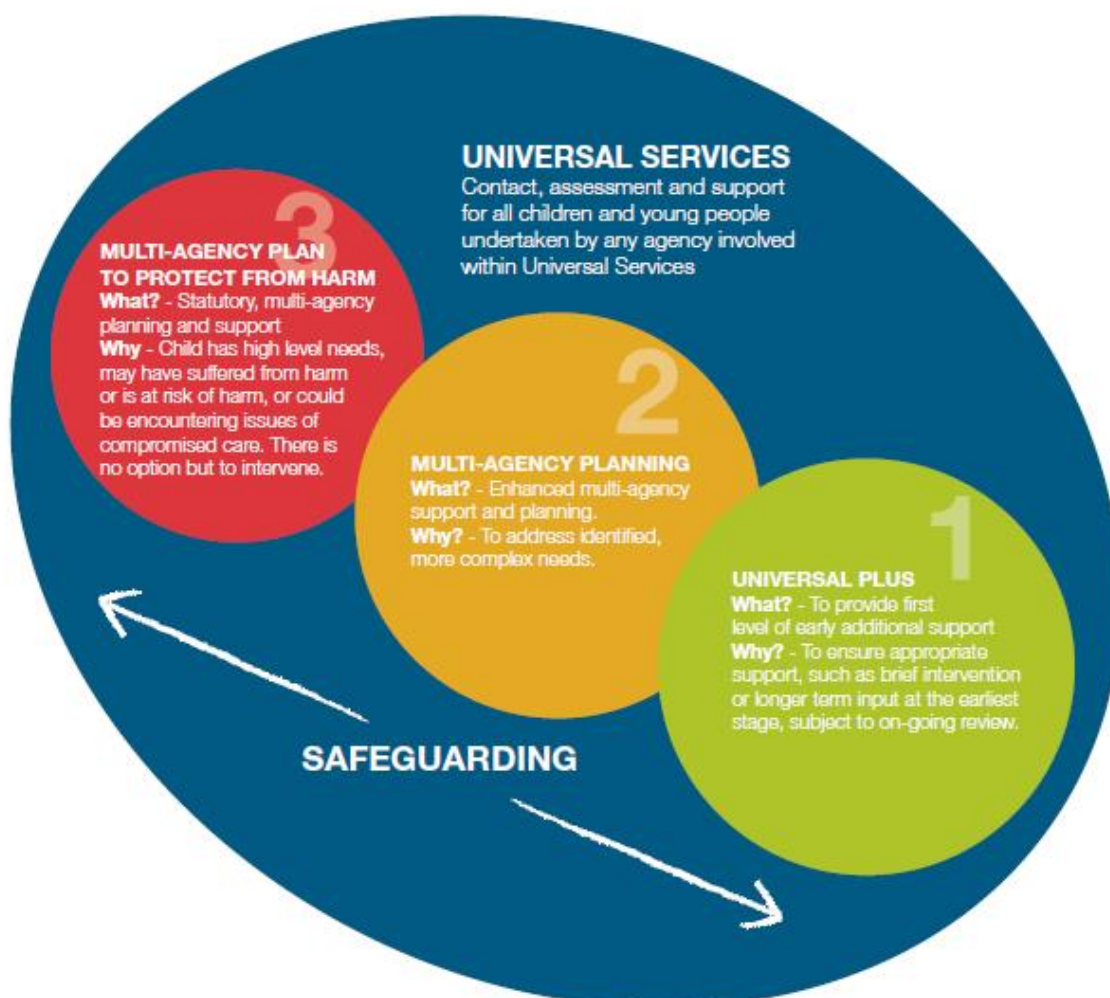 UNIVERSAL SERVICES
Contact, assessment and support
for all children and young people
undertaken by any agency involved
within Universal Services
3
MULTI-AGENCY PLAN
TO PROTECT FROM HARM
What? - Statutory, multi-agency
planning and support
Why - Child has high level needs,
may have suffered from harm
or is at risk of harm, or could
be encountering issues of
compromised care. There is
no option but to intervene.
2
MULTI-AGENCY PLANNING
What? - Enhanced multi-agency
support and planning.
Why? - To address identified,
more complex needs.
1
UNIVERSAL PLUS
What? - To provide first
level of early additional support
Why? - To ensure appropriate
support, such as brief intervention
or longer term input at the earliest
stage, subject to on-going review.
SAFEGUARDING